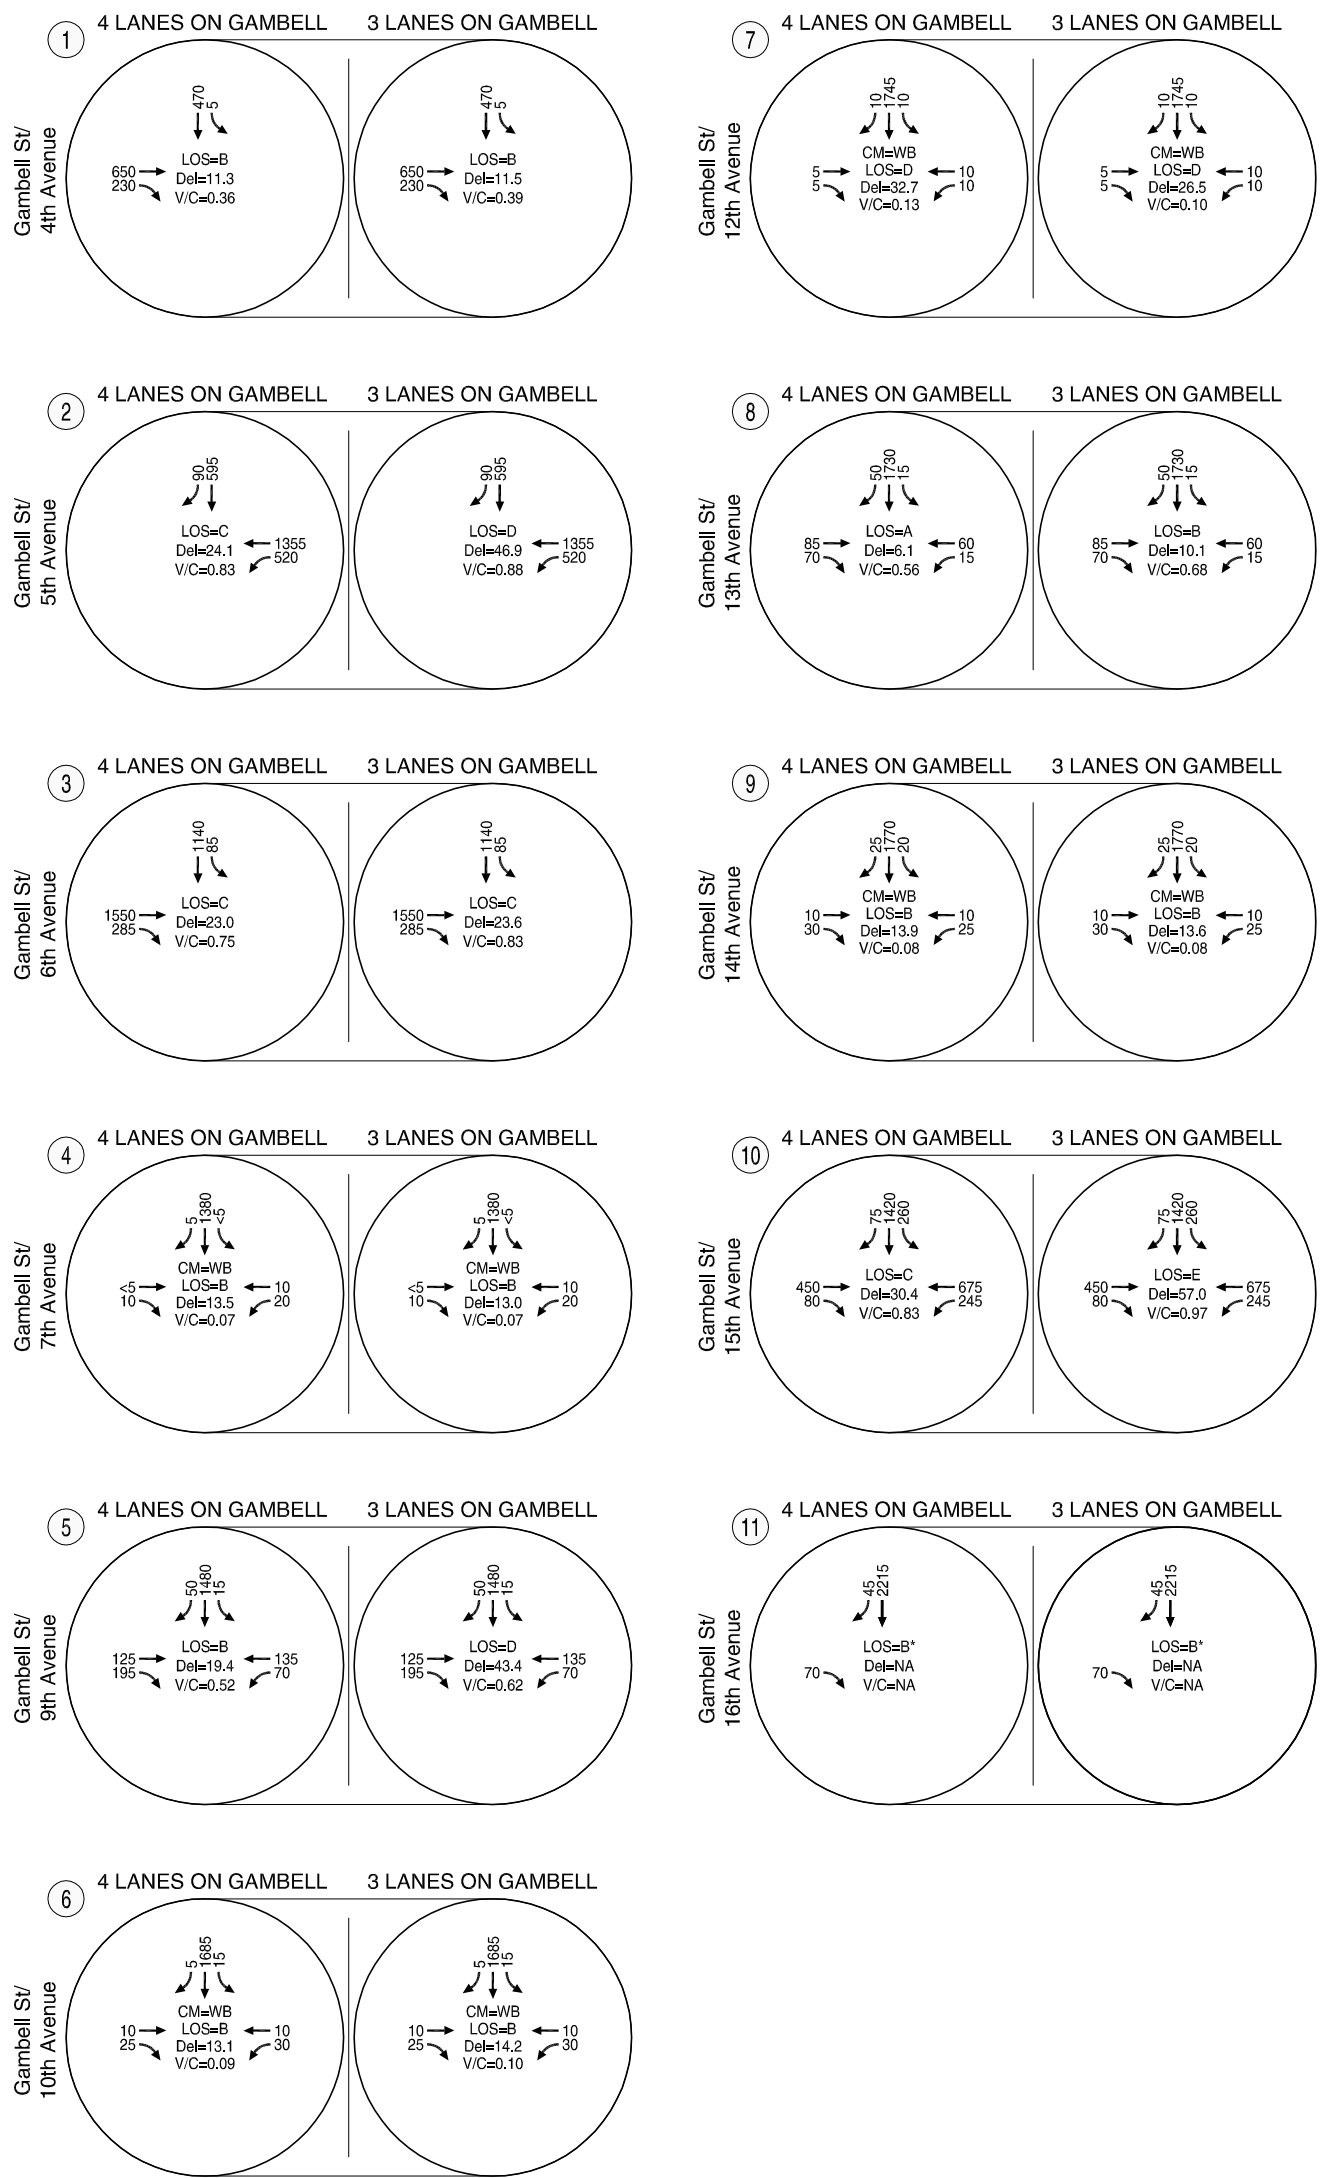 1
4 LANES ON GAMBELL
3 LANES ON GAMBELL
Gambell St/
4th Avenue
470
5
650
230
LOS=B
Del=11.3
V/C=0.36
470
5
650
230
LOS=B
Del=11.5
V/C=0.39
2
4 LANES ON GAMBELL
3 LANES ON GAMBELL
Gambell St/
5th Avenue
90
595
LOS=C
Del=24.1
V/C=0.83
1355
520
90
595
LOS=D
Del=46.9
V/C=0.88
1355
520
3
4 LANES ON GAMBELL
3 LANES ON GAMBELL
Gambell St/
6th Avenue
1140
85
1550
285
LOS=C
Del=23.0
V/C=0.75
1140
85
1550
285
LOS=C
Del=23.6
V/C=0.83
4
4 LANES ON GAMBELL
3 LANES ON GAMBELL
Gambell St/
7th Avenue
5
1380
<5
<5
10
CM=WB
LOS=B
Del=13.5
V/C=0.07
10
20
5
1380
<5
<5
10
CM=WB
LOS=B
Del=13.0
V/C=0.07
10
20
5
4 LANES ON GAMBELL
3 LANES ON GAMBELL
Gambell St/
9th Avenue
50
1480
15
125
195
LOS=B
Del=19.4
V/C=0.52
135
70
50
1480
15
125
195
LOS=D
Del=43.4
V/C=0.62
135
70
6
4 LANES ON GAMBELL
3 LANES ON GAMBELL
Gambell St/
10th Avenue
5
1685
15
10
25
CM=WB
LOS=B
Del=13.1
V/C=0.09
10
30
5
1685
15
10
25
CM=WB
LOS=B
Del=14.2
V/C=0.10
10
30
7
4 LANES ON GAMBELL
3 LANES ON GAMBELL
Gambell St/
12th Avenue
10
1745
10
5
5
CM=WB
LOS=D
Del=32.7
V/C=0.13
10
10
10
1745
10
5
5
CM=WB
LOS=D
Del=26.5
V/C=0.10
10
10
8
4 LANES ON GAMBELL
3 LANES ON GAMBELL
Gambell St/
13th Avenue
50
1730
15
85
70
LOS=A
Del=6.1
V/C=0.56
60
15
50
1730
15
85
70
LOS=B
Del=10.1
V/C=0.68
60
15
9
4 LANES ON GAMBELL
3 LANES ON GAMBELL
Gambell St/
14th Avenue
25
1770
20
10
30
CM=WB
LOS=B
Del=13.9
V/C=0.08
10
25
25
1770
20
10
30
CM=WB
LOS=B
Del=13.6
V/C=0.08
10
25
10
4 LANES ON GAMBELL
3 LANES ON GAMBELL
Gambell St/
15th Avenue
75
1420
260
450
80
LOS=C
Del=30.4
V/C=0.83
675
245
75
1420
260
450
80
LOS=E
Del=57.0
V/C=0.97
675
245
11
4 LANES ON GAMBELL
3 LANES ON GAMBELL
Gambell St/
16th Avenue
45
2215
70
LOS=B*
Del=NA
V/C=NA
45
2215
70
LOS=B*
Del=NA
V/C=NA